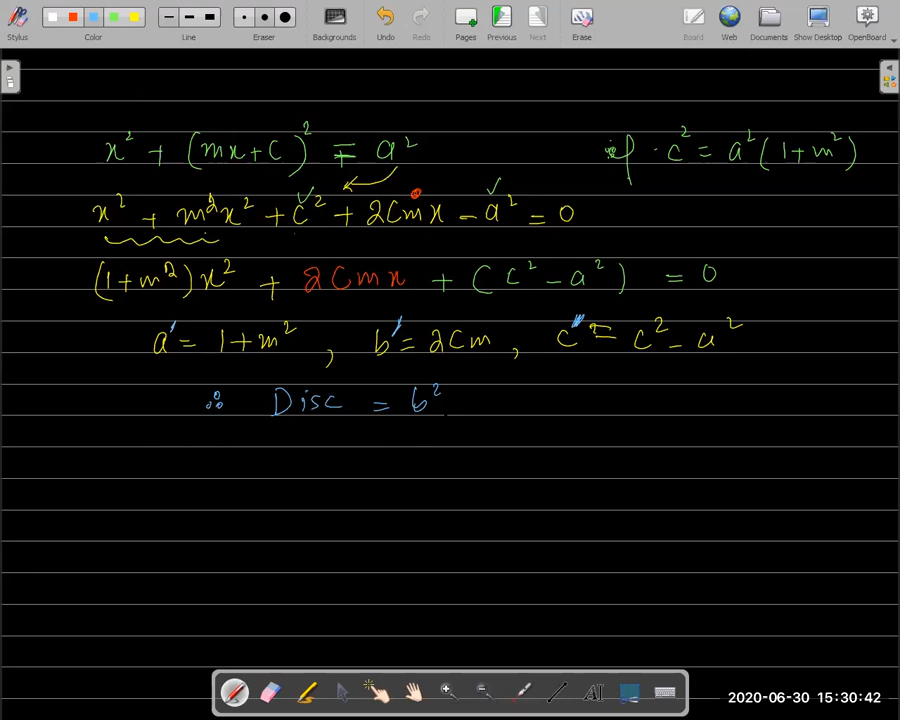 Stylus Color Line Eraser Backgrounds Undo Redo Pages Previous Next Erase Board Web Documents Show Desktop OpenBoard
x² + (mx+c)² = a² if c² = a²(1+m²)
x² + m²x² + c² + 2cmx - a² = 0
(1+m²)x² + 2cmx + (c² - a²) = 0
a' = 1+m², b' = 2cm, c' = c² - a²
∴ Disc = b²
2020-06-30 15:30:42